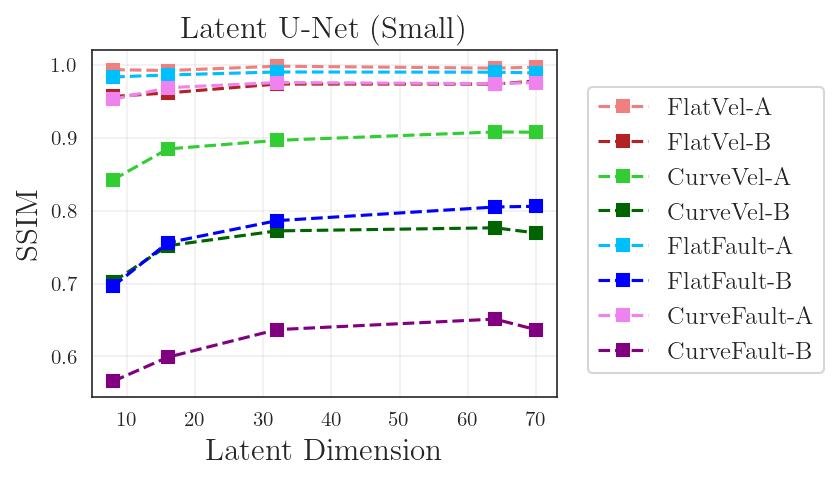 Latent U-Net (Small)
SSIM
1.0
0.9
0.8
0.7
0.6
10 20 30 40 50 60 70
Latent Dimension
FlatVel-A
FlatVel-B
CurveVel-A
CurveVel-B
FlatFault-A
FlatFault-B
CurveFault-A
CurveFault-B